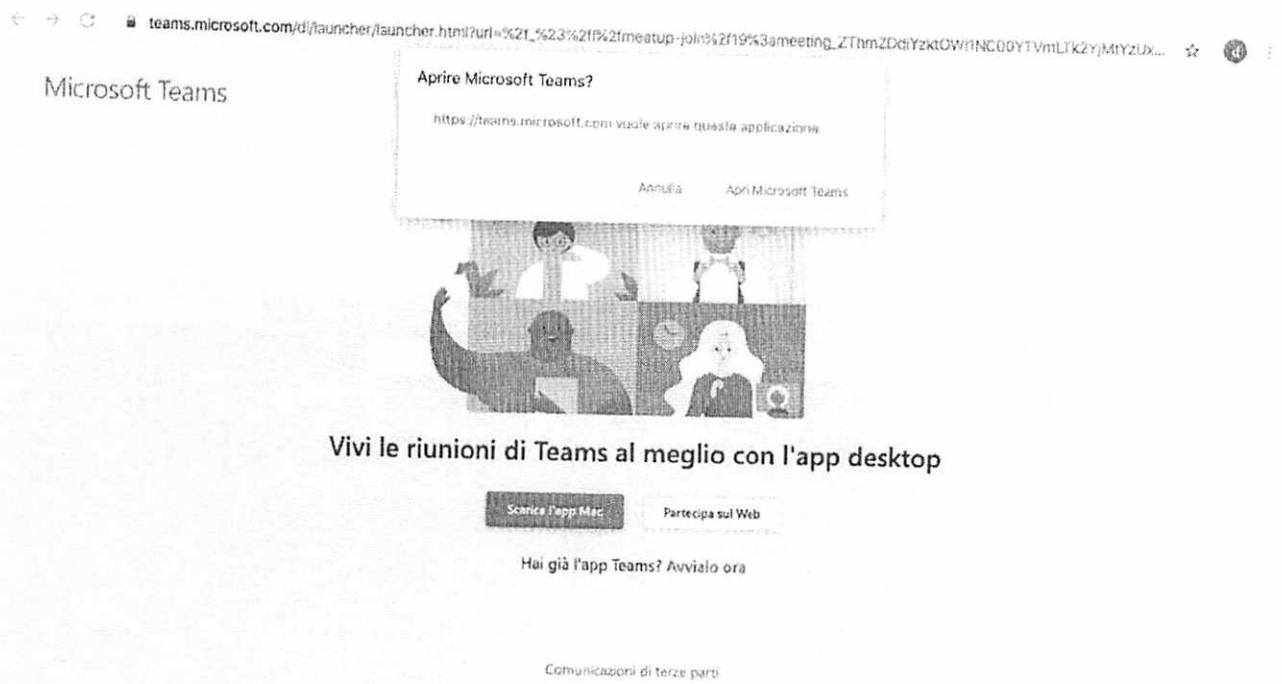 teams.microsoft.com/dl/launcher/launcher.html?url=%2f_%23%2fl%2fmeetup-join%2f19%3ameeting_
Microsoft Teams
Aprire Microsoft Teams?
https://teams.microsoft.com vuole aprire questa applicazione.
Annulla
Apri Microsoft Teams
Vivi le riunioni di Teams al meglio con l'app desktop
Scarica l'app Mac
Partecipa sul Web
Hai già l'app Teams? Avvialo ora
Comunicazioni di terze parti